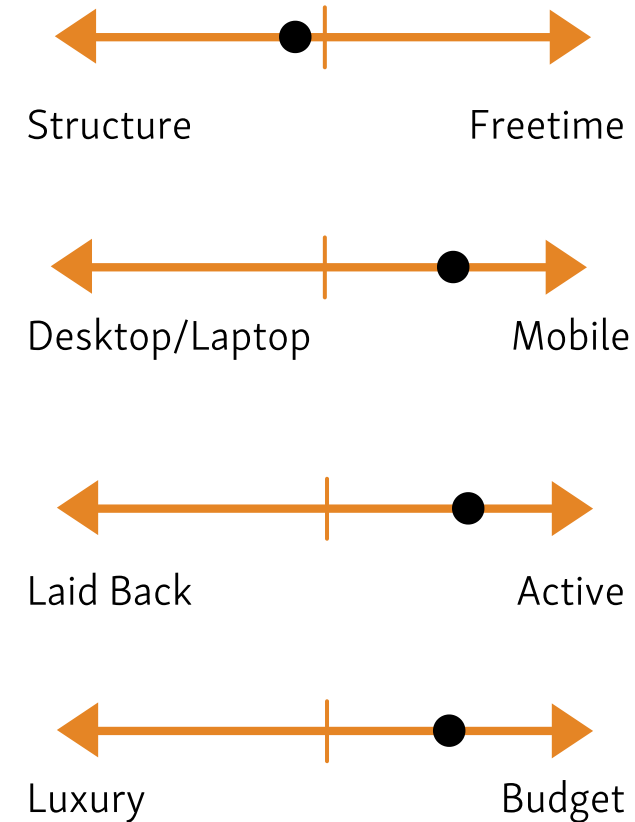 Structure Freetime
Desktop/Laptop Mobile
Laid Back Active
Luxury Budget